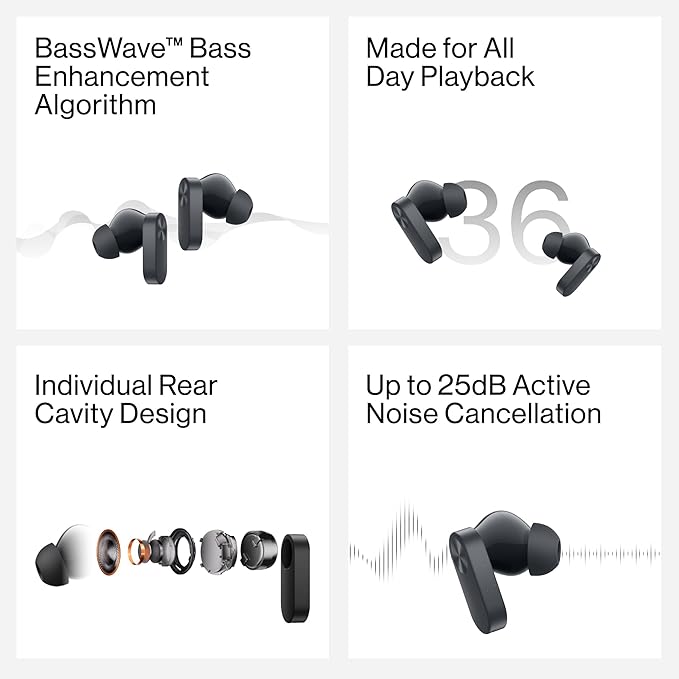 BassWave™ Bass
Enhancement
Algorithm
Made for All
Day Playback
36
Individual Rear
Cavity Design
Up to 25dB Active
Noise Cancellation